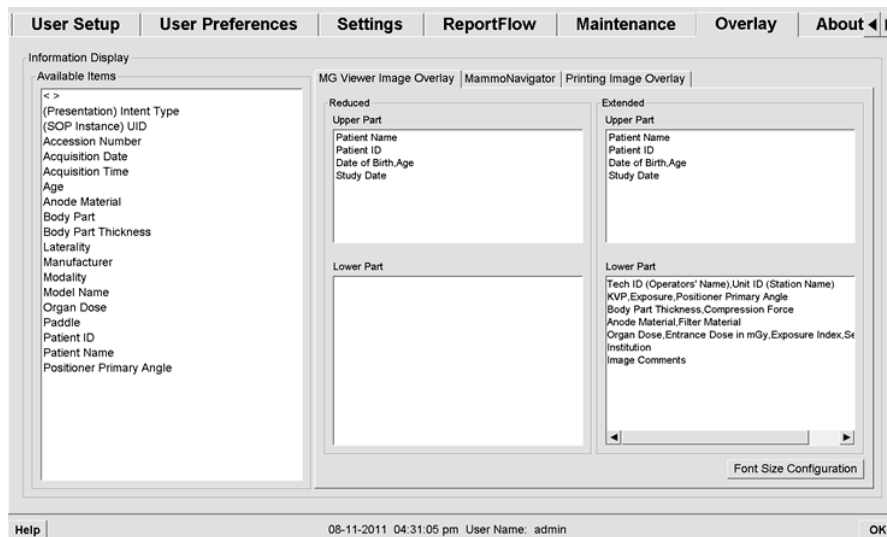 User Setup User Preferences Settings ReportFlow Maintenance Overlay About
Information Display
Available Items
< >
(Presentation) Intent Type
(SOP Instance) UID
Accession Number
Acquisition Date
Acquisition Time
Age
Anode Material
Body Part
Body Part Thickness
Laterality
Manufacturer
Modality
Model Name
Organ Dose
Paddle
Patient ID
Patient Name
Positioner Primary Angle
MG Viewer Image Overlay MammoNavigator Printing Image Overlay
Reduced
Upper Part
Patient Name
Patient ID
Date of Birth,Age
Study Date
Lower Part
Extended
Upper Part
Patient Name
Patient ID
Date of Birth,Age
Study Date
Lower Part
Tech ID (Operators' Name),Unit ID (Station Name)
KVP,Exposure,Positioner Primary Angle
Body Part Thickness,Compression Force
Anode Material,Filter Material
Organ Dose,Entrance Dose in mGy,Exposure Index,Se
Institution
Image Comments
Font Size Configuration
Help 08-11-2011 04:31:05 pm User Name: admin OK